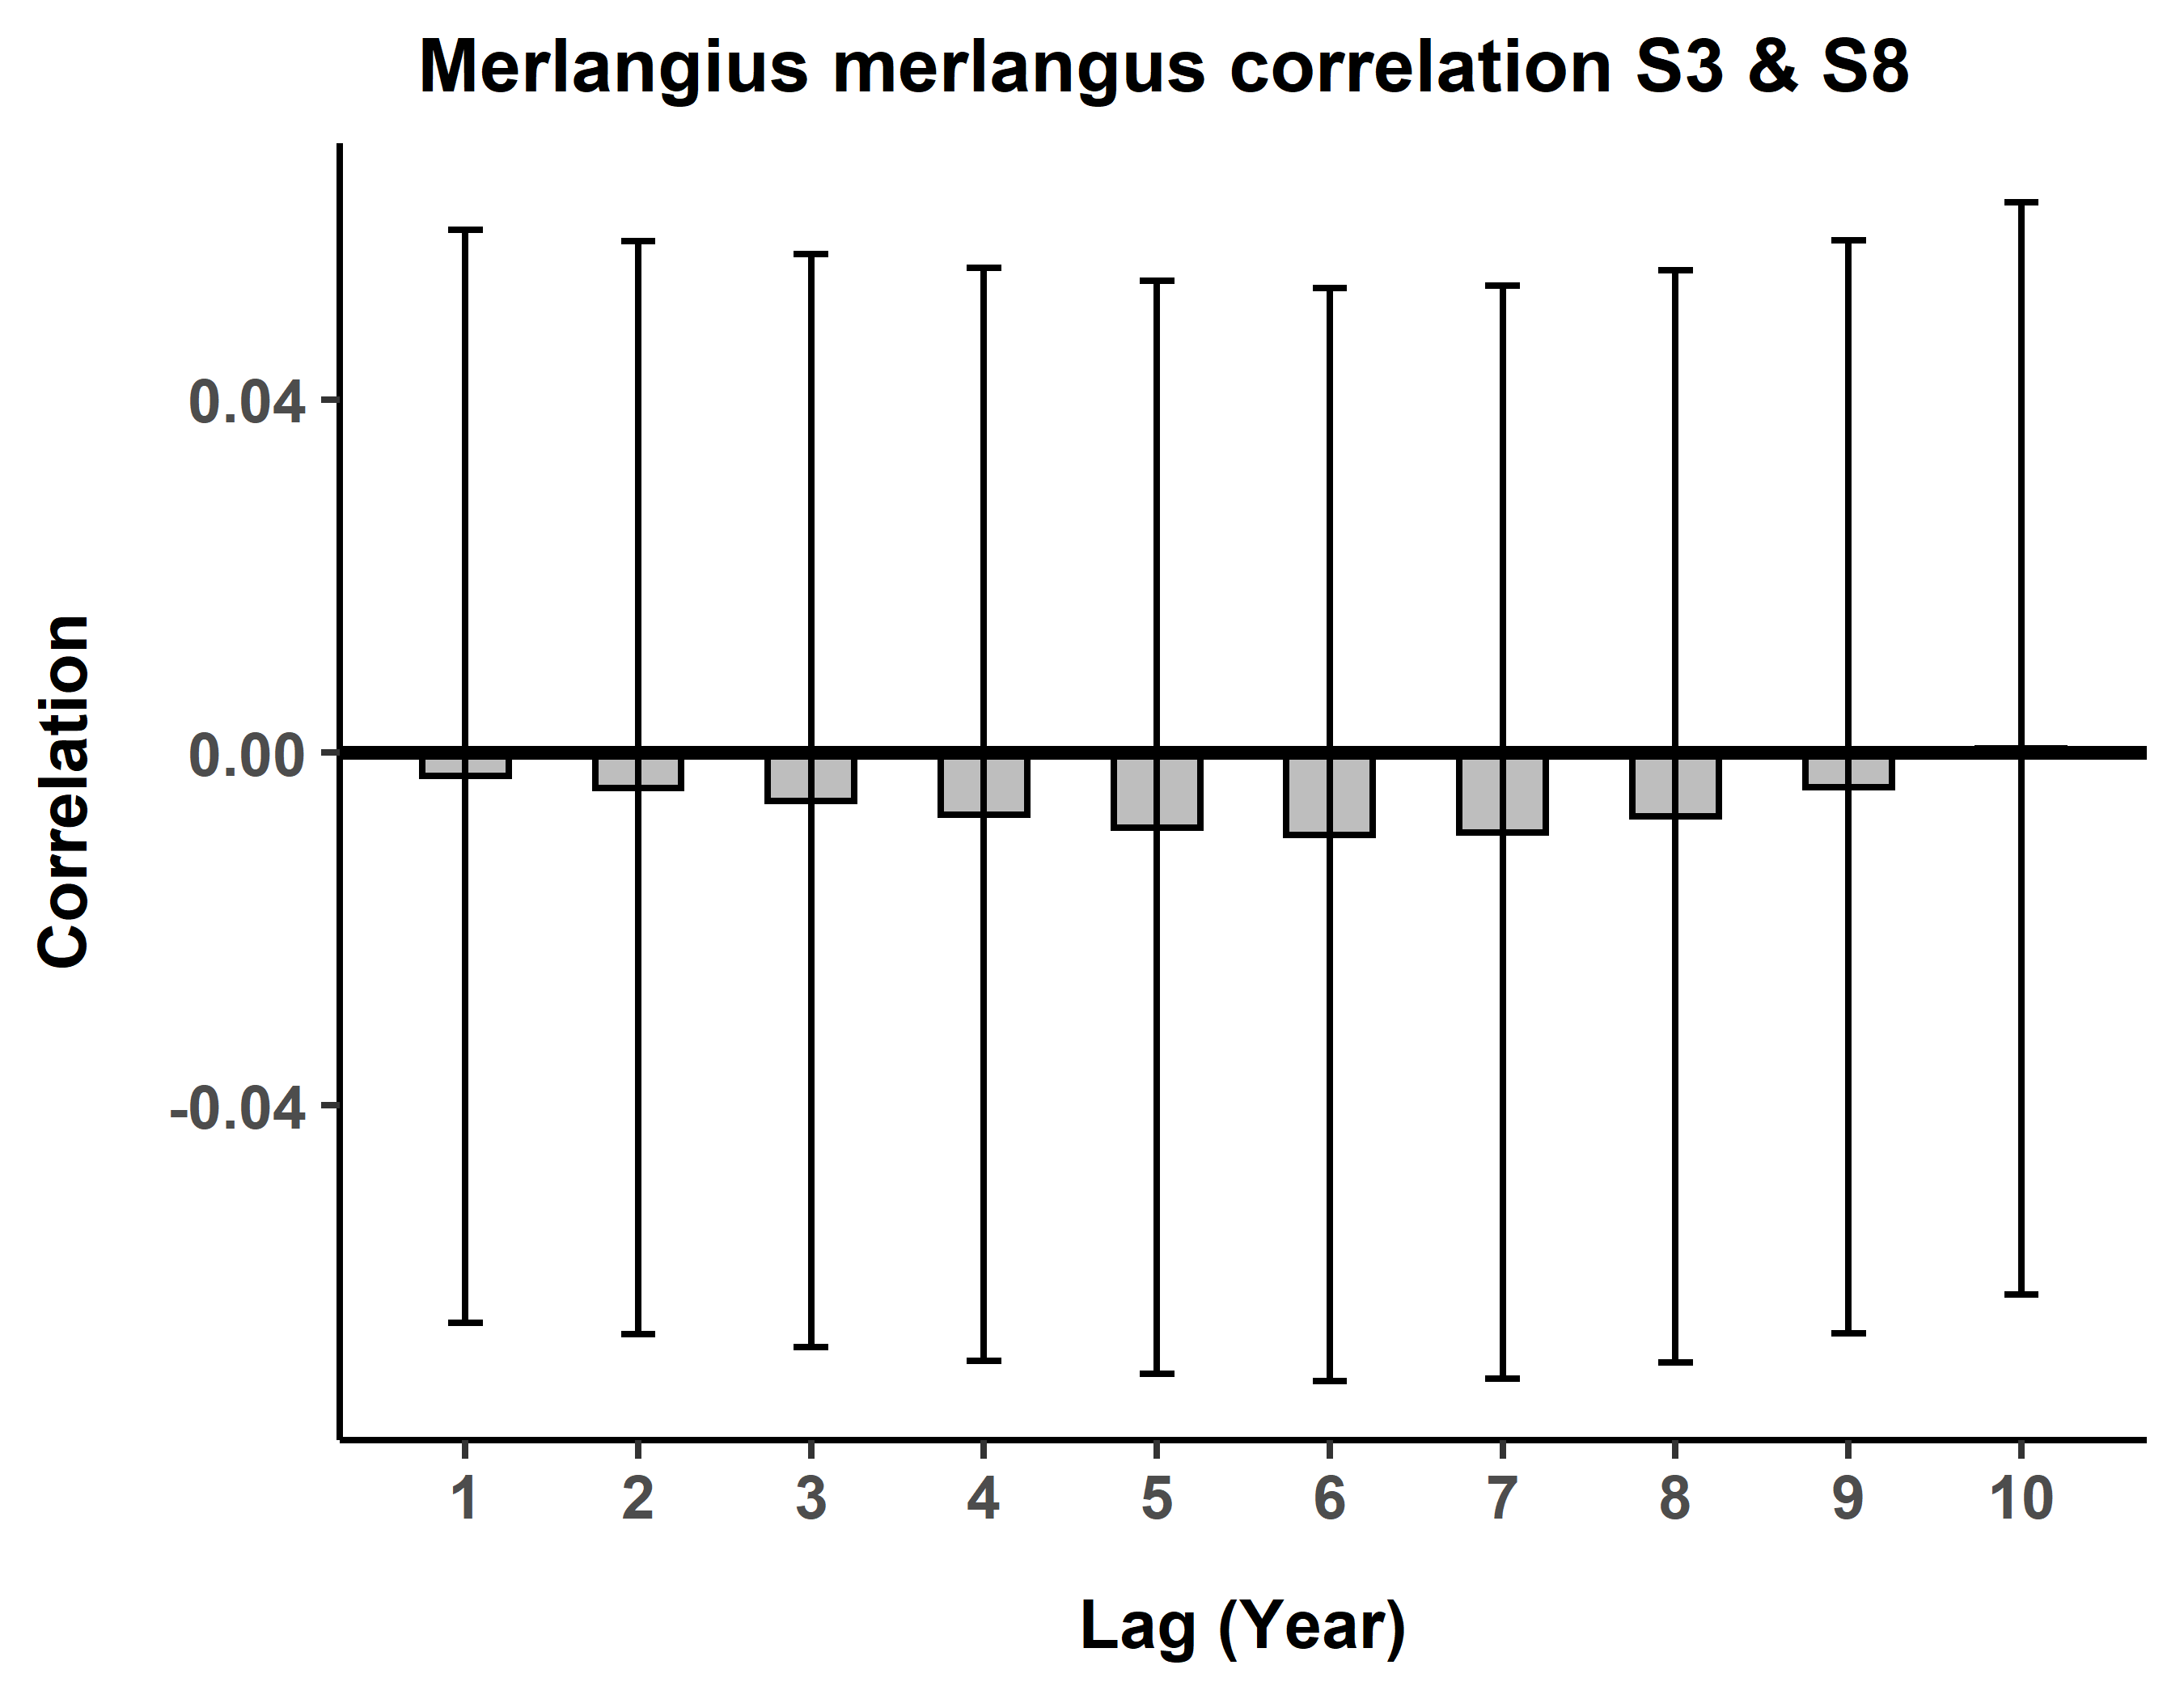 Merlangius merlangus correlation S3 & S8
Correlation
0.04
0.00
-0.04
1 2 3 4 5 6 7 8 9 10
Lag (Year)